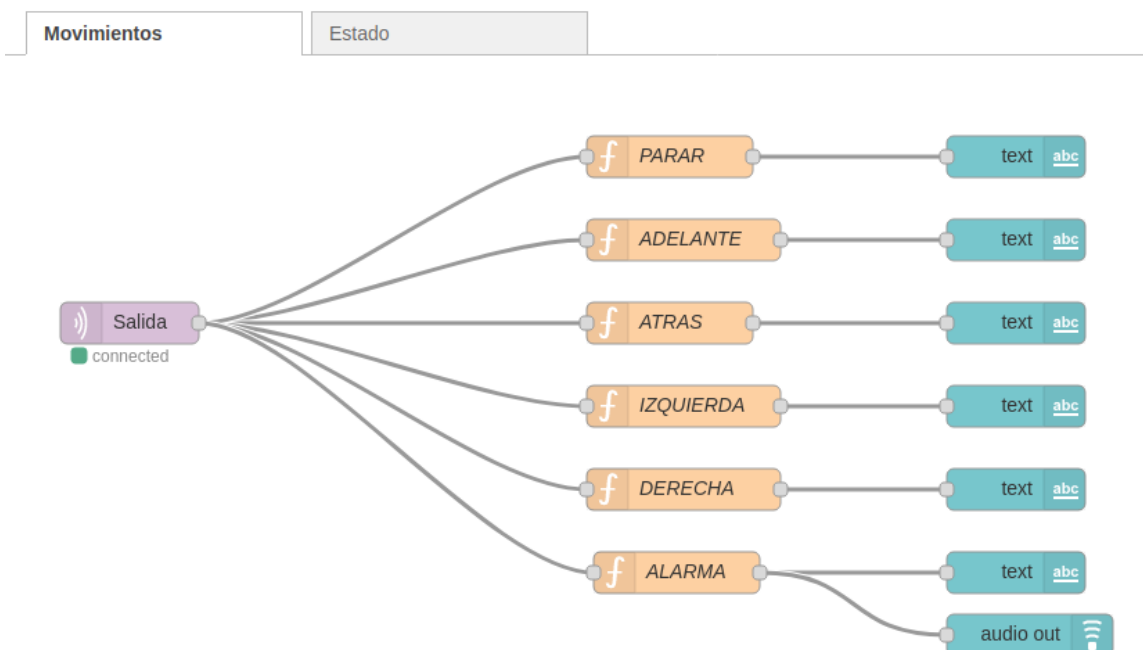 Movimientos
Estado
PARAR
text abc
ADELANTE
text abc
Salida
connected
ATRAS
text abc
IZQUIERDA
text abc
DERECHA
text abc
ALARMA
text abc
audio out